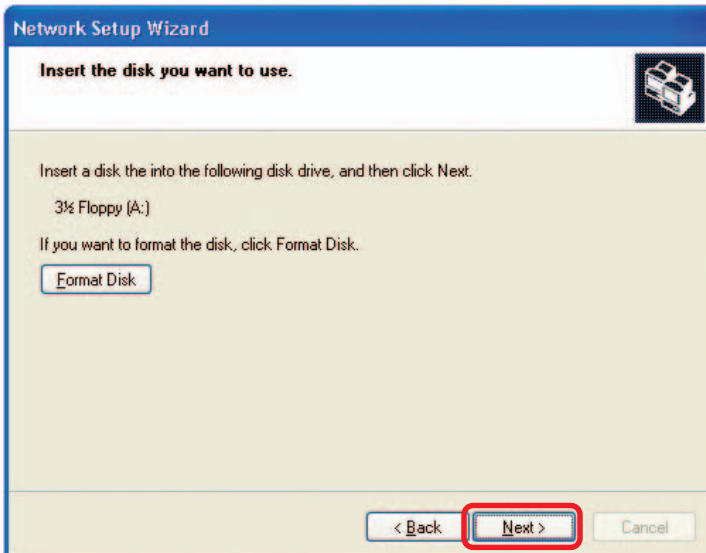 Network Setup Wizard
Insert the disk you want to use.
Insert a disk the into the following disk drive, and then click Next.
3½ Floppy (A:)
If you want to format the disk, click Format Disk.
Format Disk
< Back Next > Cancel